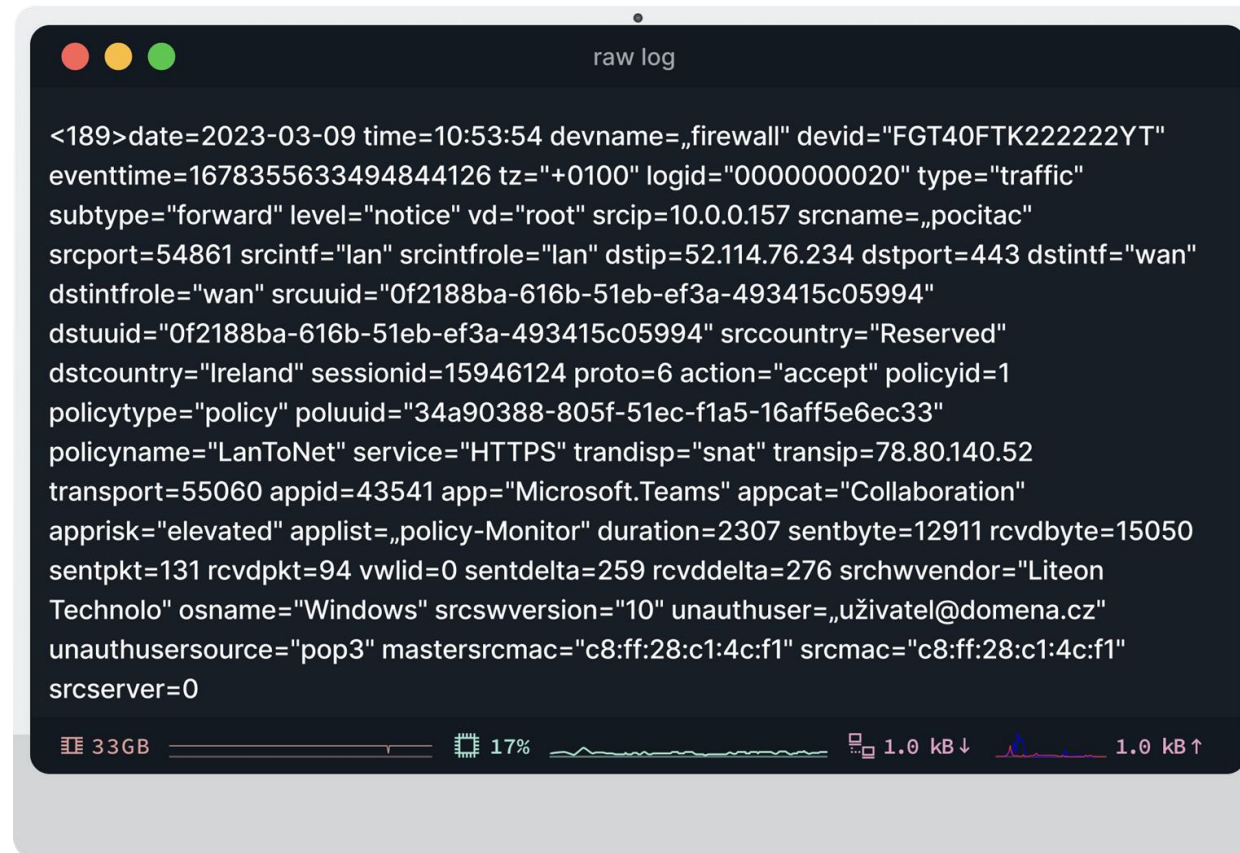 raw log
<189>date=2023-03-09 time=10:53:54 devname=„firewall" devid="FGT40FTK222222YT"
eventtime=1678355633494844126 tz="+0100" logid="0000000020" type="traffic"
subtype="forward" level="notice" vd="root" srcip=10.0.0.157 srcname=„pocitac"
srcport=54861 srcintf="lan" srcintfrole="lan" dstip=52.114.76.234 dstport=443 dstintf="wan"
dstintfrole="wan" srcuuid="0f2188ba-616b-51eb-ef3a-493415c05994"
dstuuid="0f2188ba-616b-51eb-ef3a-493415c05994" srccountry="Reserved"
dstcountry="Ireland" sessionid=15946124 proto=6 action="accept" policyid=1
policytype="policy" poluuid="34a90388-805f-51ec-f1a5-16aff5e6ec33"
policyname="LanToNet" service="HTTPS" trandisp="snat" transip=78.80.140.52
transport=55060 appid=43541 app="Microsoft.Teams" appcat="Collaboration"
apprisk="elevated" applist=„policy-Monitor" duration=2307 sentbyte=12911 rcvdbyte=15050
sentpkt=131 rcvdpkt=94 vwlid=0 sentdelta=259 rcvddelta=276 srchwvendor="Liteon
Technolo" osname="Windows" srcswversion="10" unauthuser=„uživatel@domena.cz"
unauthusersource="pop3" mastersrcmac="c8:ff:28:c1:4c:f1" srcmac="c8:ff:28:c1:4c:f1"
srcserver=0
33GB 17% 1.0 kB↓ 1.0 kB↑